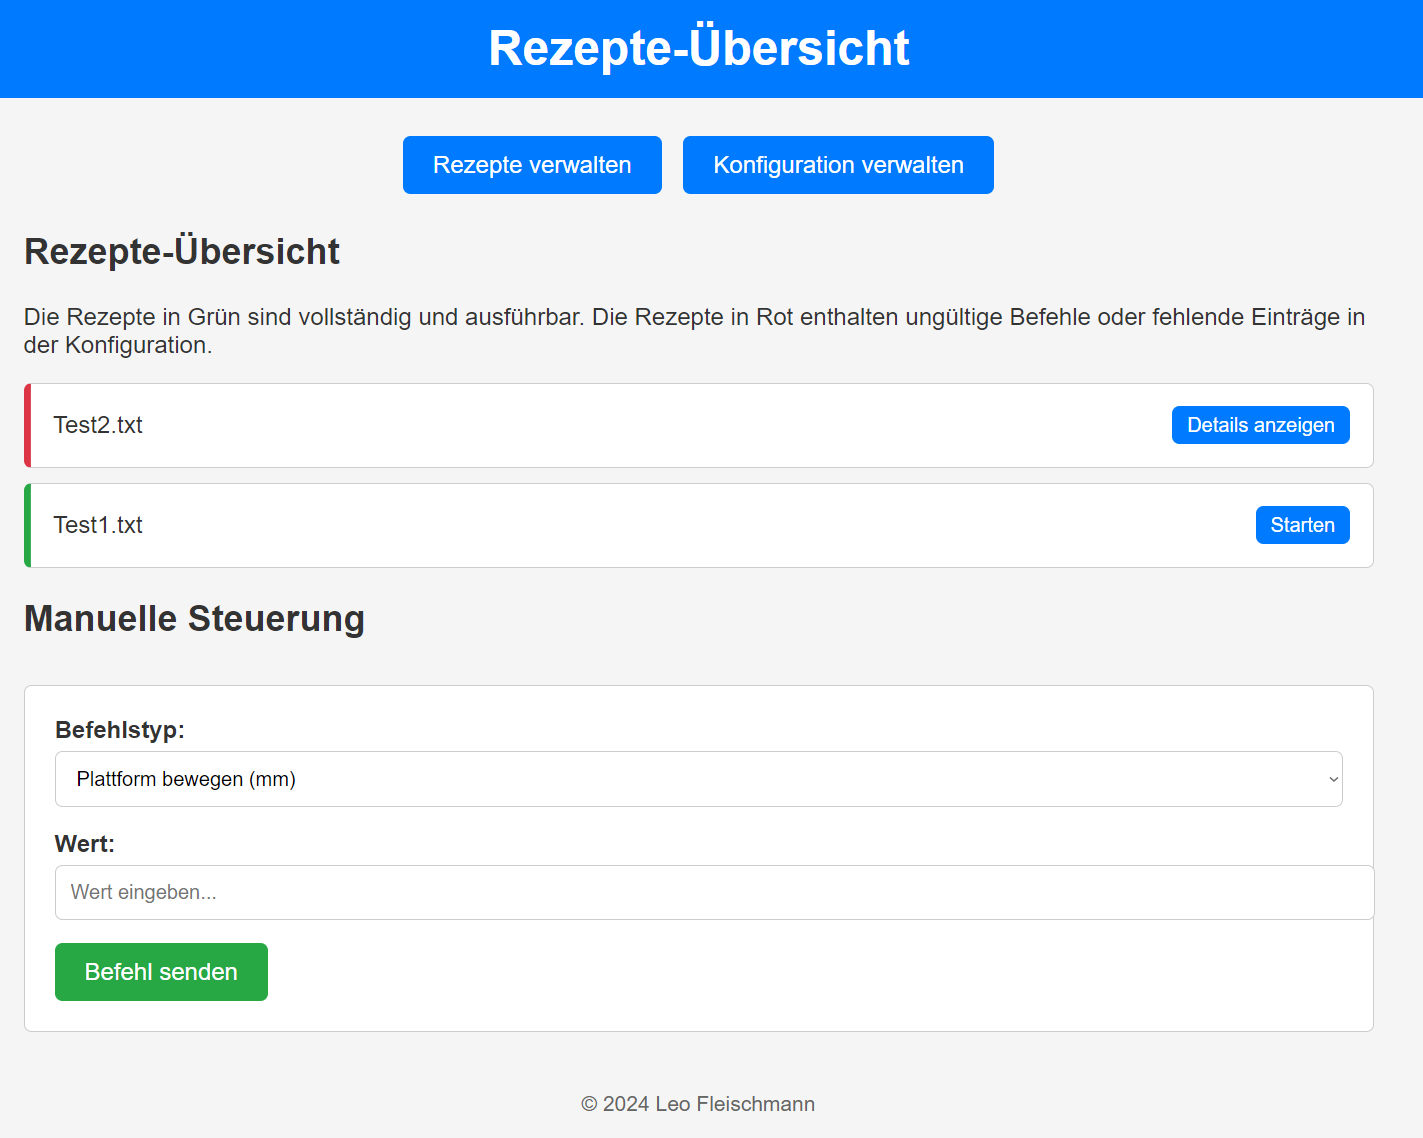 Rezepte-Übersicht
Rezepte verwalten
Konfiguration verwalten
Rezepte-Übersicht
Die Rezepte in Grün sind vollständig und ausführbar. Die Rezepte in Rot enthalten ungültige Befehle oder fehlende Einträge in
der Konfiguration.
Test2.txt
Details anzeigen
Test1.txt
Starten
Manuelle Steuerung
Befehlstyp:
Plattform bewegen (mm)
Wert:
Wert eingeben...
Befehl senden
© 2024 Leo Fleischmann